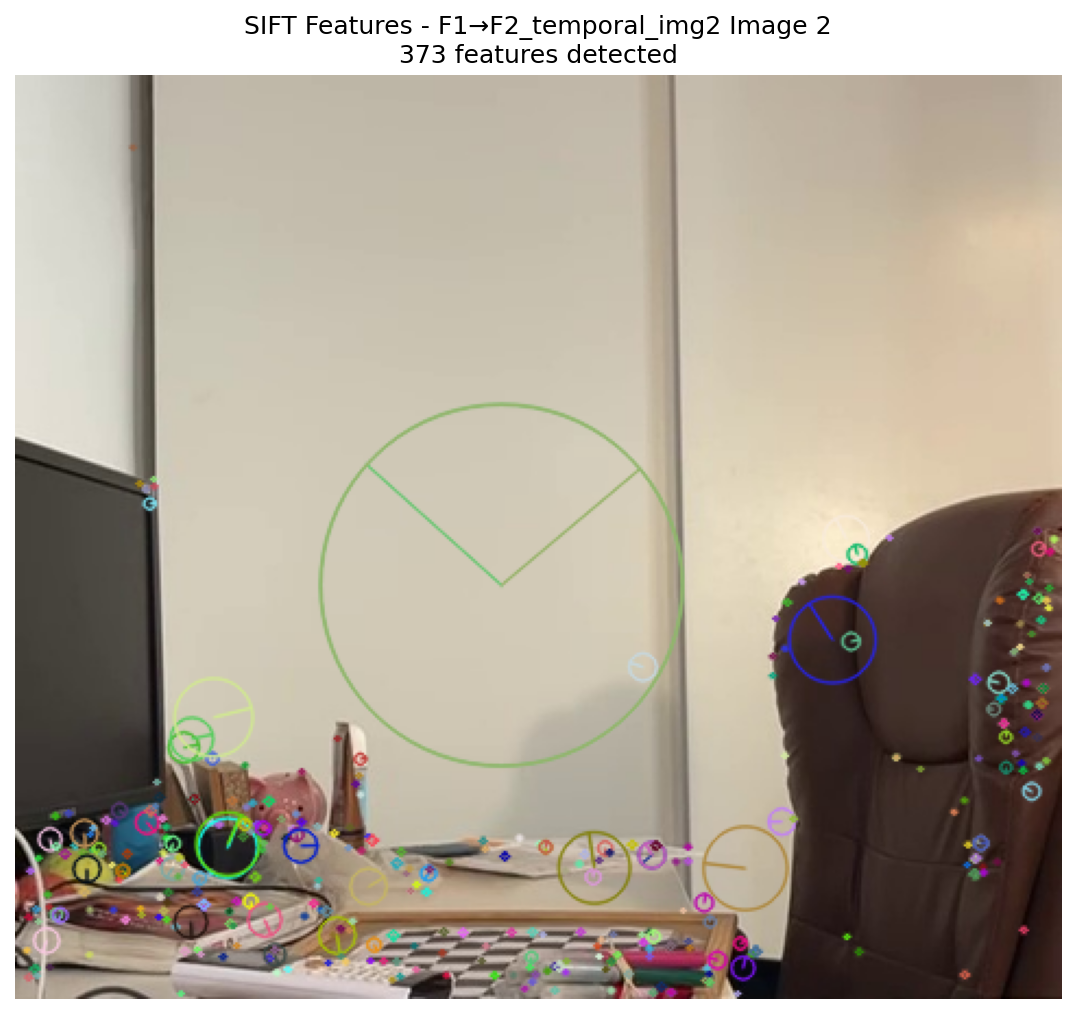 SIFT Features - F1→F2_temporal_img2 Image 2
373 features detected